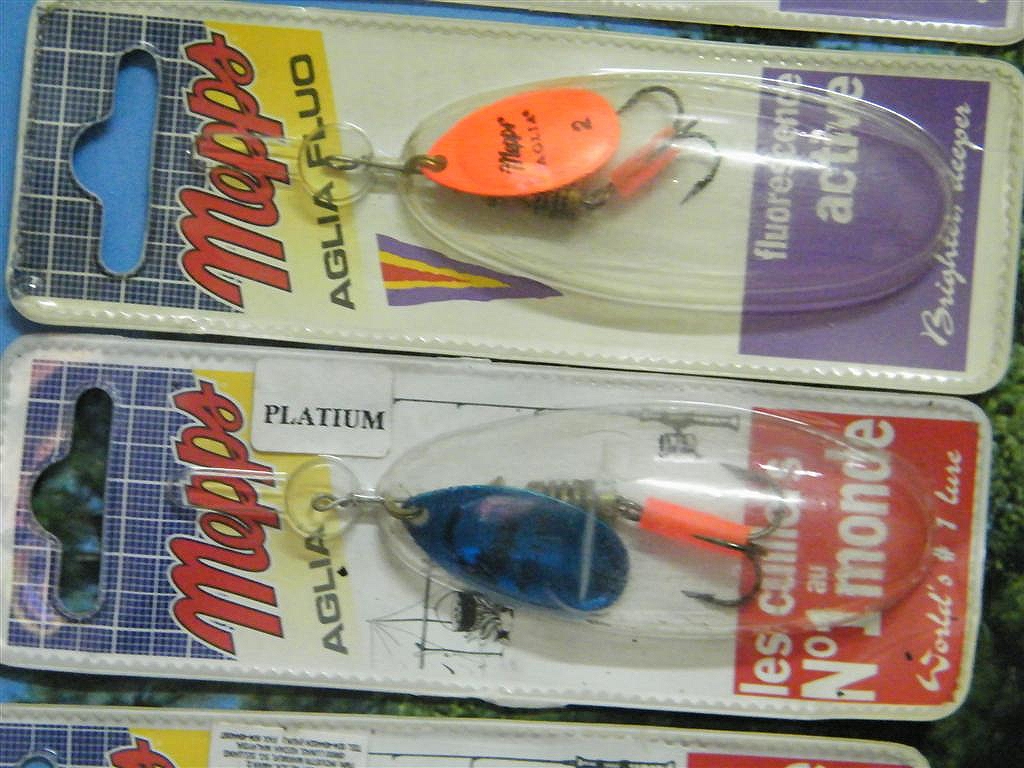 Mepps
AGLIA FLUO
Mepps
AGLIA
2
fluorescence
active
Brighter, deeper
Mepps
AGLIA
PLATIUM
les cuillers
au
N°1 monde
World's # 1 lure